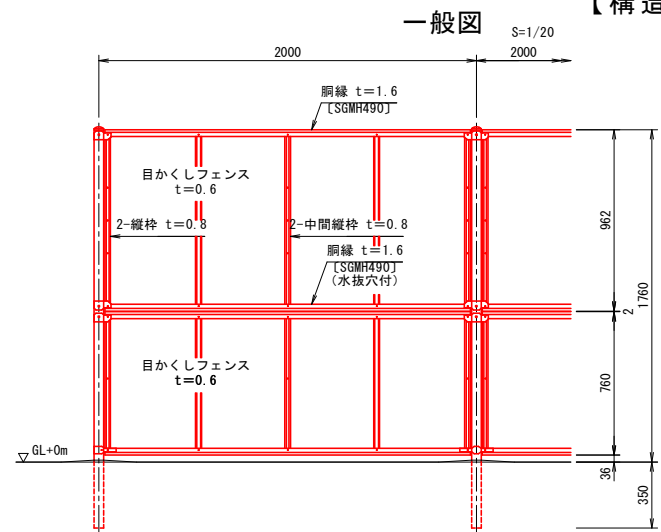 【構造
一般図
S=1/20
2000
2000
胴縁 t=1.6
[SGMH490]
目かくしフェンス
t=0.6
2-縦枠 t=0.8
2-中間縦枠 t=0.8
胴縁 t=1.6
[SGMH490]
(水抜穴付)
962
2
1760
目かくしフェンス
t=0.6
760
GL+0m
36
350